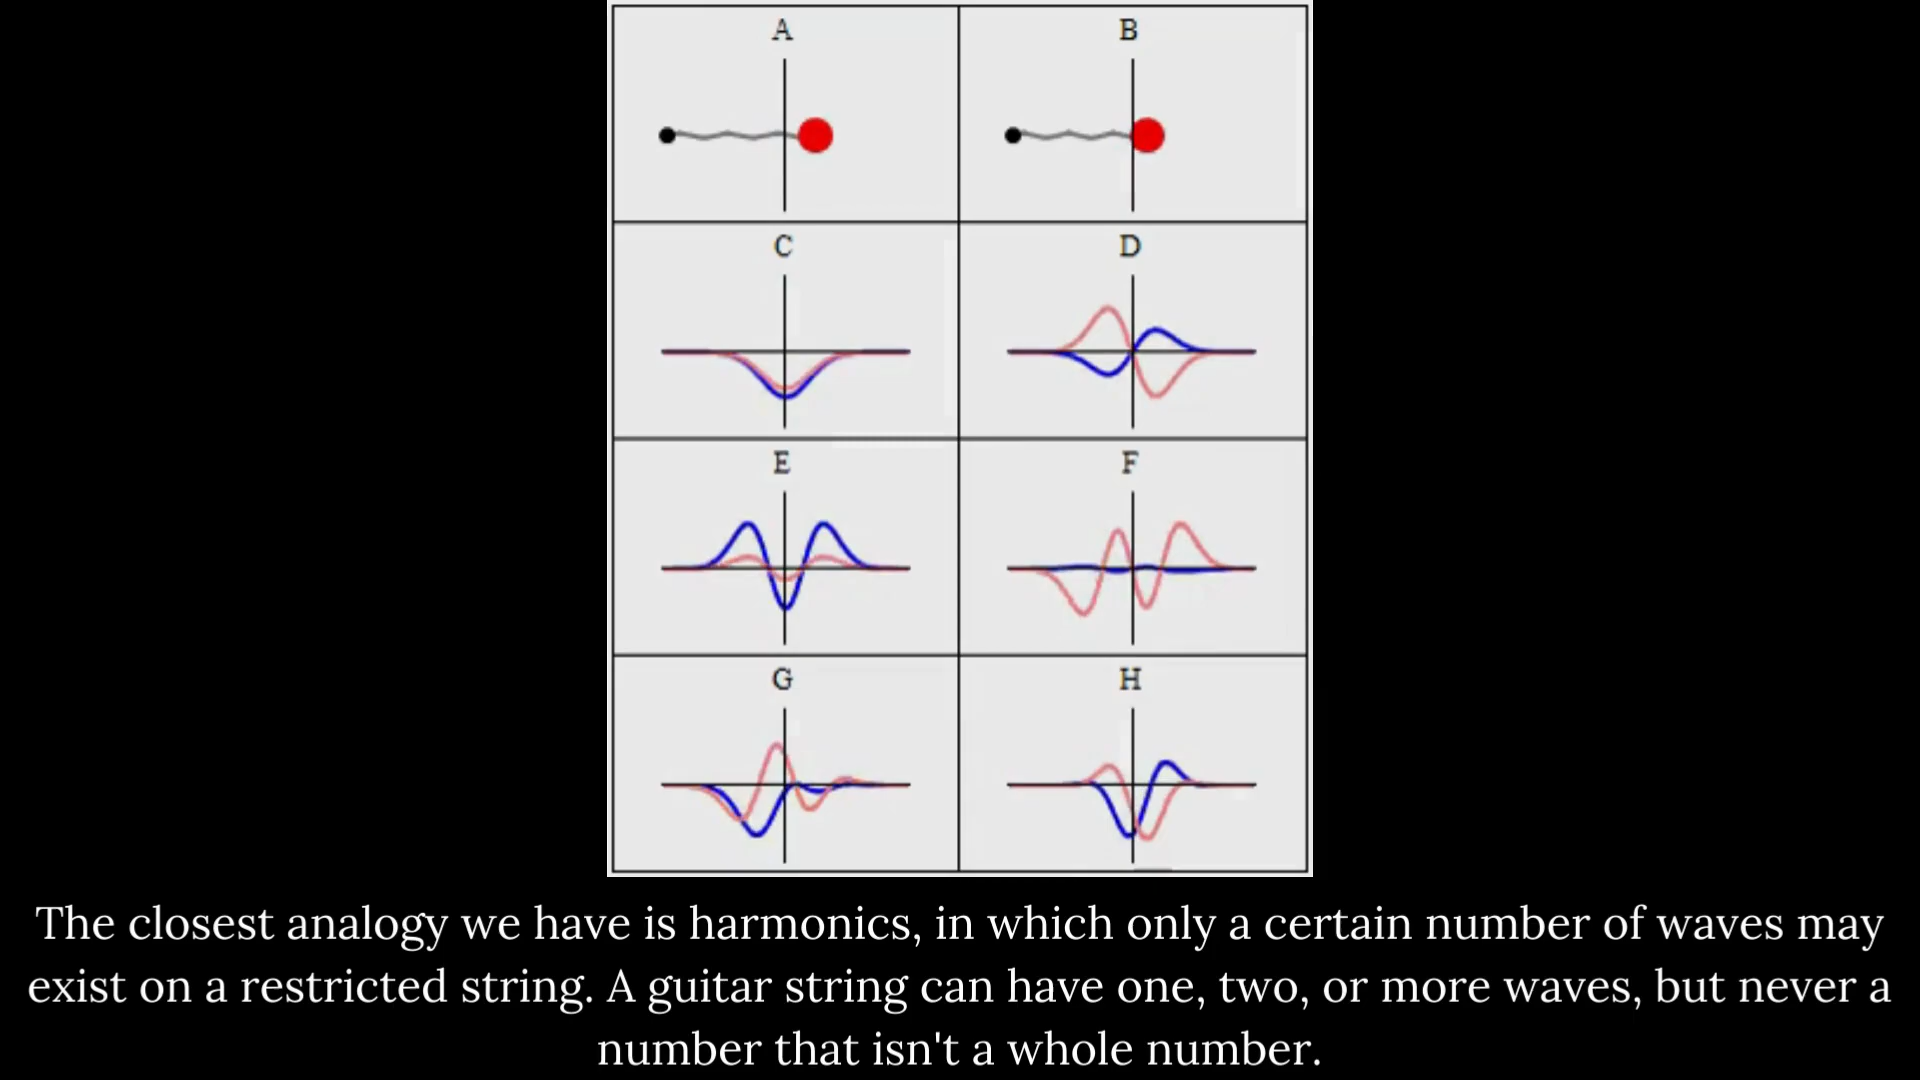 A
B
C
D
E
F
G
H
The closest analogy we have is harmonics, in which only a certain number of waves may
exist on a restricted string. A guitar string can have one, two, or more waves, but never a
number that isn't a whole number.